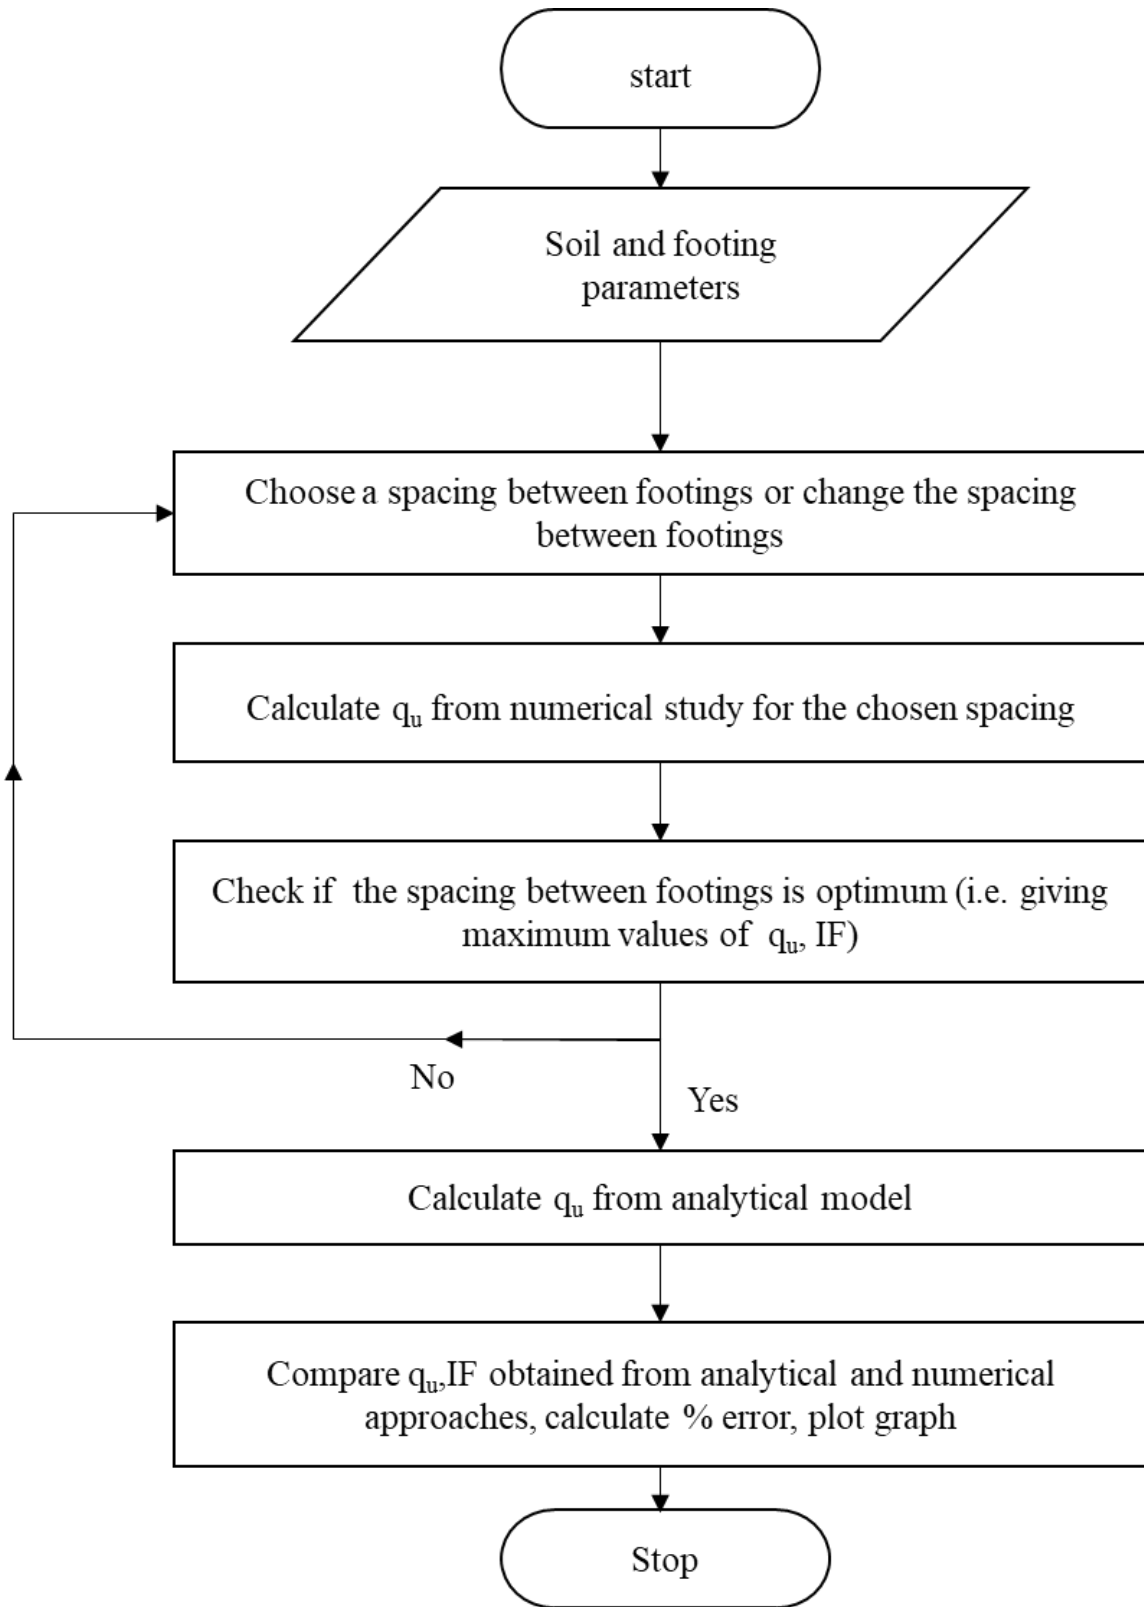 start
Soil and footing
parameters
Choose a spacing between footings or change the spacing
between footings
Calculate qu from numerical study for the chosen spacing
Check if the spacing between footings is optimum (i.e. giving
maximum values of qu, IF)
No
Yes
Calculate qu from analytical model
Compare qu,IF obtained from analytical and numerical
approaches, calculate % error, plot graph
Stop